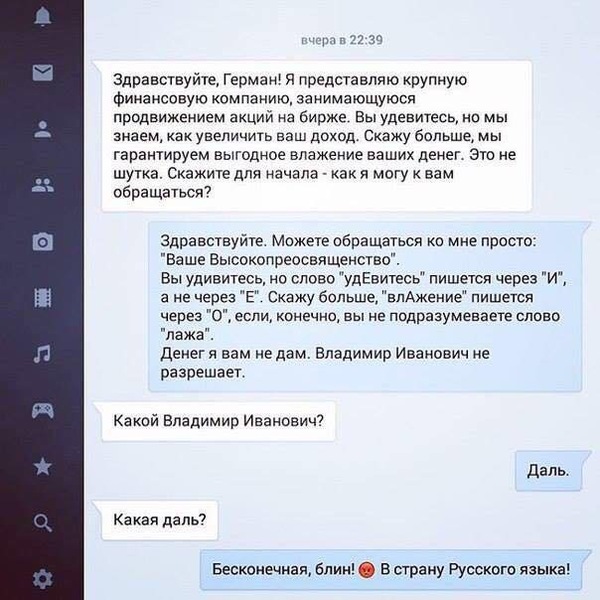 вчера в 22:39
Здравствуйте, Герман! Я представляю крупную
финансовую компанию, занимающуюся
продвижением акций на бирже. Вы удевитесь, но мы
знаем, как увеличить ваш доход. Скажу больше, мы
гарантируем выгодное влажение ваших денег. Это не
шутка. Скажите для начала - как я могу к вам
обращаться?
Здравствуйте. Можете обращаться ко мне просто:
"Ваше Высокопреосвященство".
Вы удивитесь, но слово "удЕвитесь" пишется через "И",
а не через "Е". Скажу больше, "влАжение" пишется
через "О", если, конечно, вы не подразумеваете слово
"лажа".
Денег я вам не дам. Владимир Иванович не
разрешает.
Какой Владимир Иванович?
Даль.
Какая даль?
Бесконечная, блин!😡 В страну Русского языка!